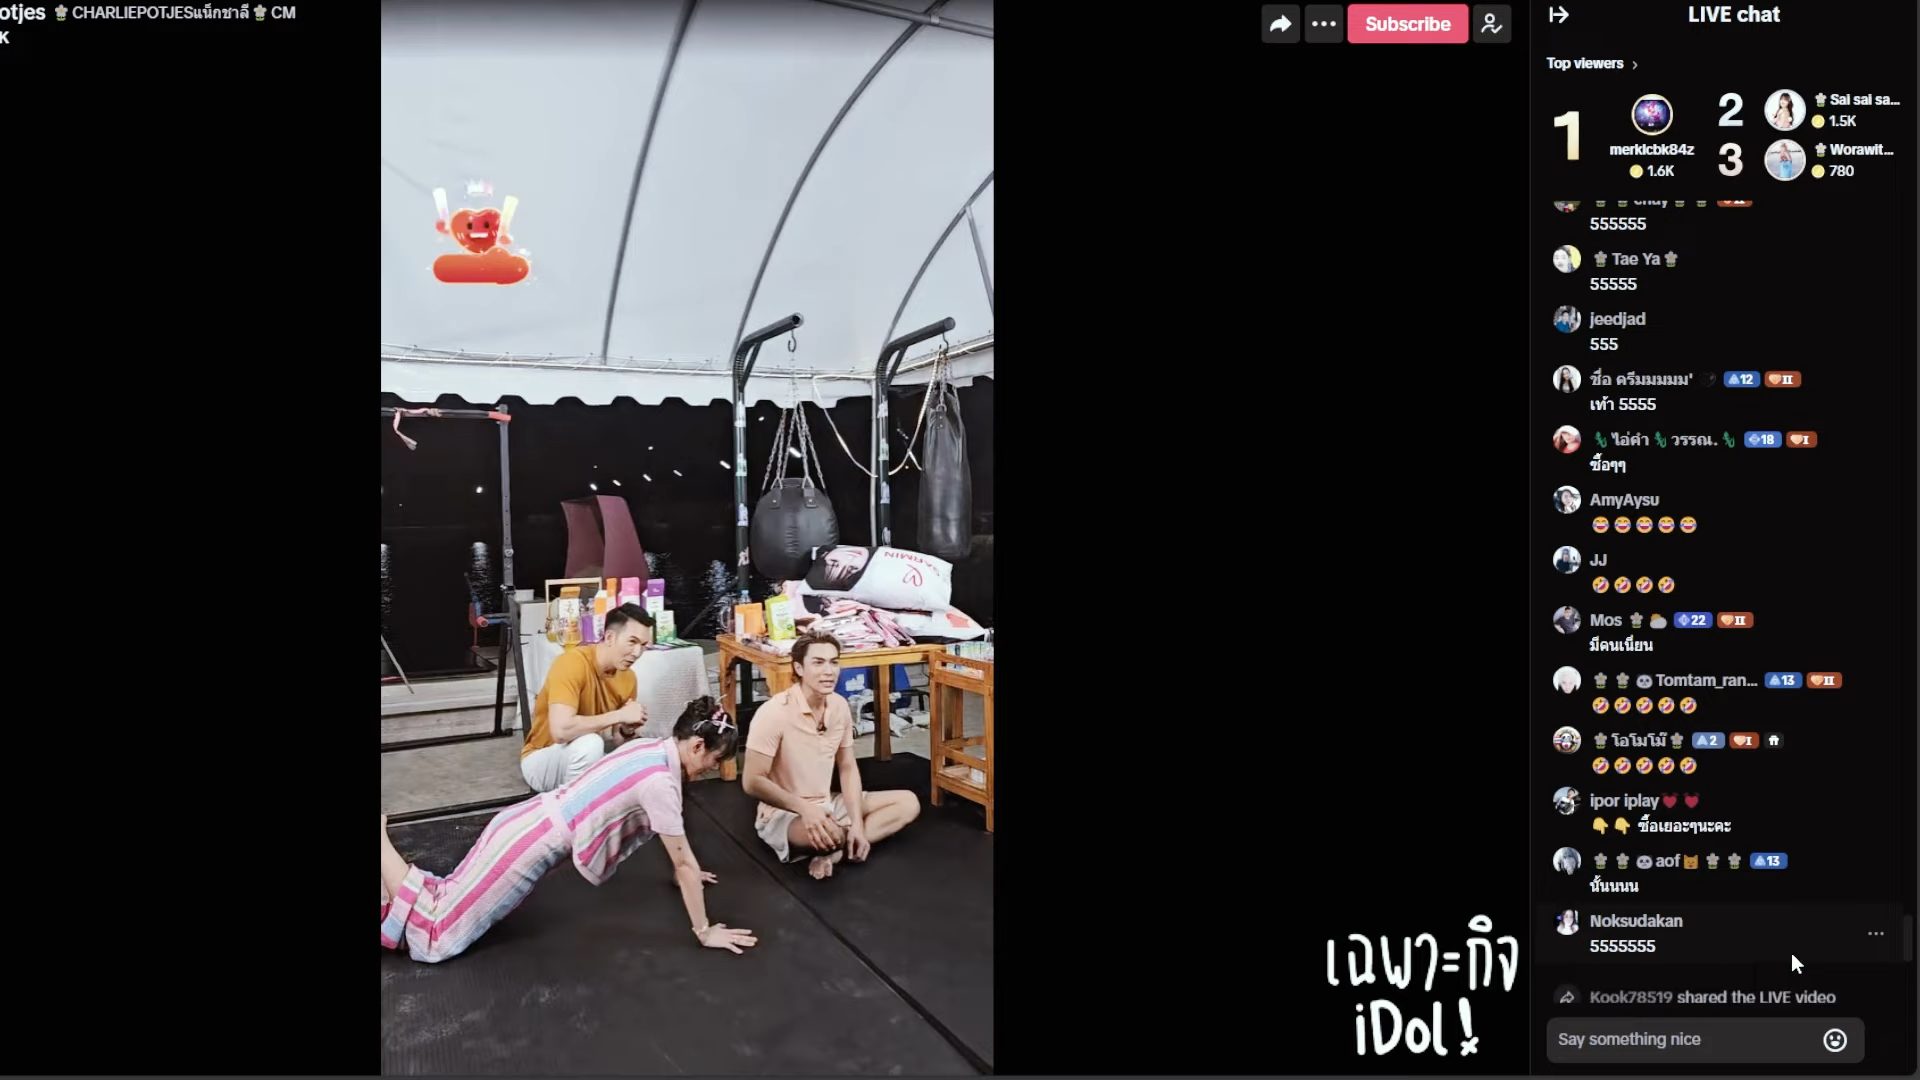 otjes CHARLIEPOTJESแน็กชาลี CM
K
Subscribe
LIVE chat
Top viewers
1
merklcbk84z
1.6K
2
Sai sai sa...
1.5K
3
Worawit...
780
555555
Tae Ya
55555
jeedjad
555
ชื่อ ครีมมมมม' 12 II
เท้า 5555
ไอ่คำ วรรณ. 18 I
ซื้อๆๆ
AmyAysu
JJ
Mos 22 II
มีคนเนี่ยน
Tomtam_ran... 13 II
โอโมโม๊ 2 I
ipor iplay
ซื้อเยอะๆนะคะ
aof 13
นั้นนนน
Noksudakan
5555555
Kook78519 shared the LIVE video
Say something nice
GARMIN
เฉพาะกิจ
iDol!